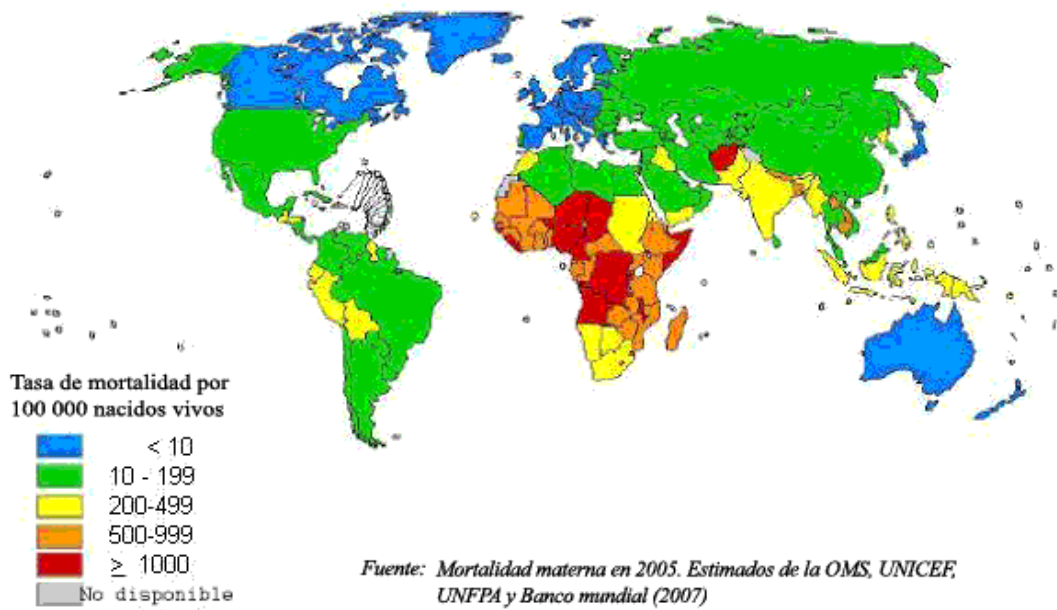 Tasa de mortalidad por
100 000 nacidos vivos
< 10
10 - 199
200-499
500-999
≥ 1000
No disponible
Fuente: Mortalidad materna en 2005. Estimados de la OMS, UNICEF,
UNFPA y Banco mundial (2007)